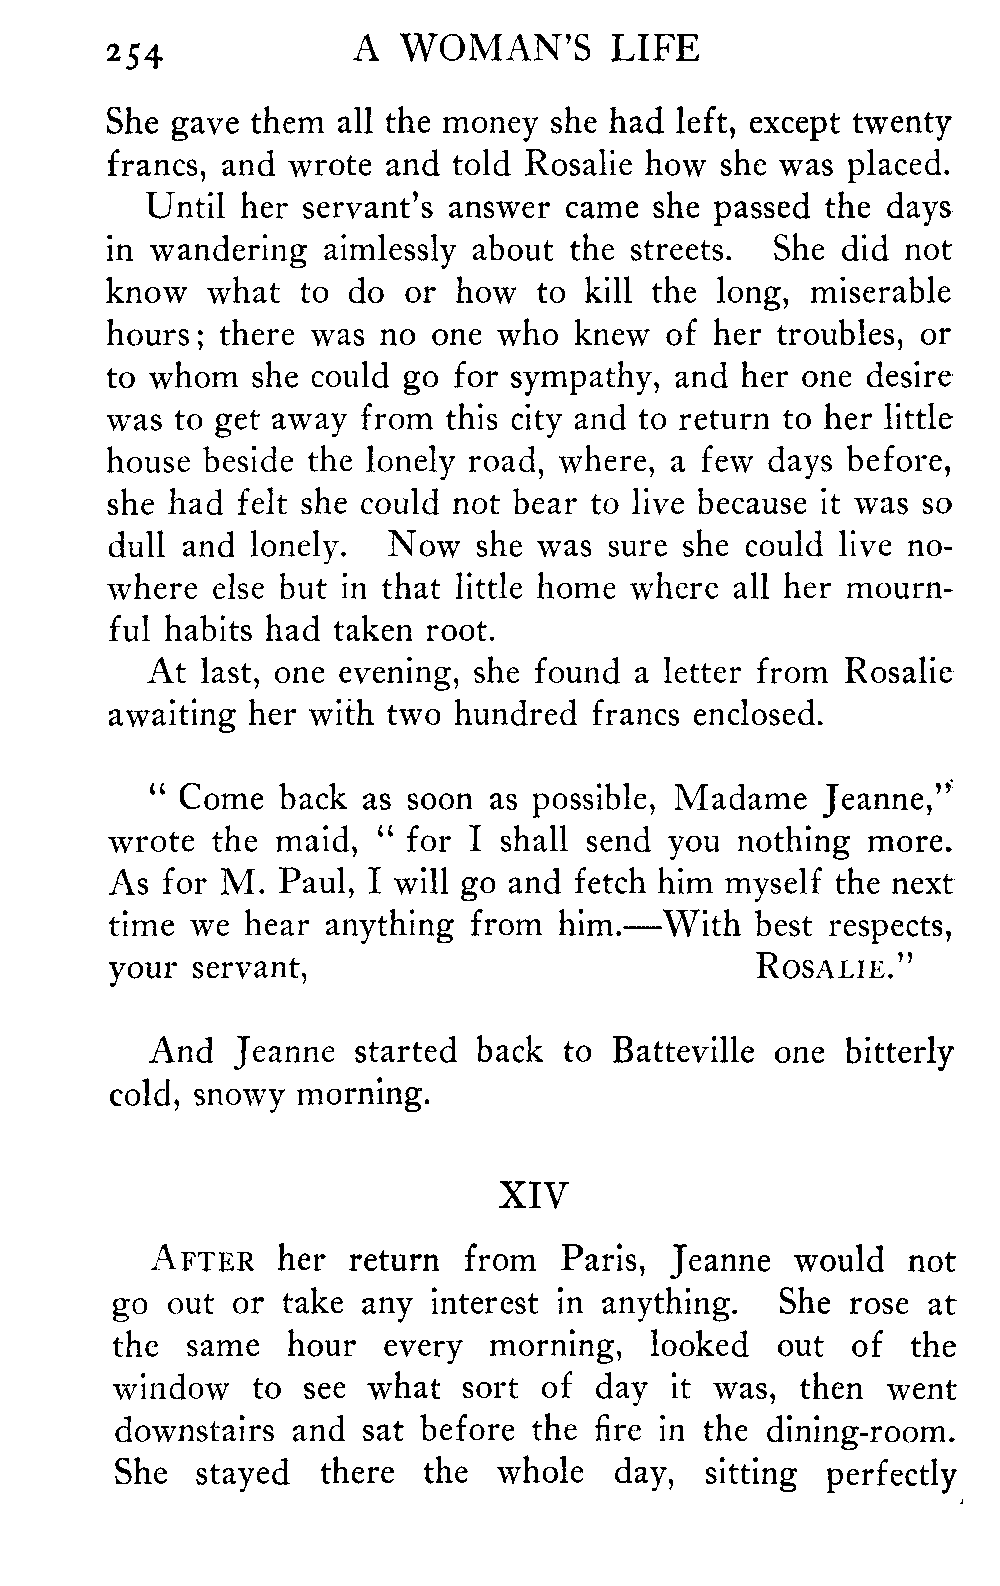 254 A WOMAN'S LIFE
She gave them all the money she had left, except twenty
francs, and wrote and told Rosalie how she was placed.
Until her servant's answer came she passed the days
in wandering aimlessly about the streets. She did not
know what to do or how to kill the long, miserable
hours; there was no one who knew of her troubles, or
to whom she could go for sympathy, and her one desire
was to get away from this city and to return to her little
house beside the lonely road, where, a few days before,
she had felt she could not bear to live because it was so
dull and lonely. Now she was sure she could live no-
where else but in that little home where all her mourn-
ful habits had taken root.
At last, one evening, she found a letter from Rosalie
awaiting her with two hundred francs enclosed.
"Come back as soon as possible, Madame Jeanne,"
wrote the maid, "for I shall send you nothing more.
As for M. Paul, I will go and fetch him myself the next
time we hear anything from him.—With best respects,
your servant, ROSALIE."
And Jeanne started back to Batteville one bitterly
cold, snowy morning.
XIV
AFTER her return from Paris, Jeanne would not
go out or take any interest in anything. She rose at
the same hour every morning, looked out of the
window to see what sort of day it was, then went
downstairs and sat before the fire in the dining-room.
She stayed there the whole day, sitting perfectly